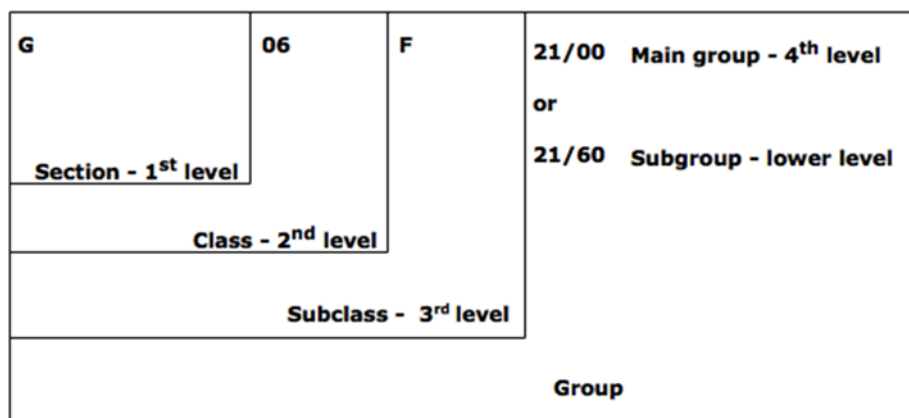 G 06 F 21/00 Main group - 4th level
or
21/60 Subgroup - lower level
Section - 1st level
Class - 2nd level
Subclass - 3rd level
Group